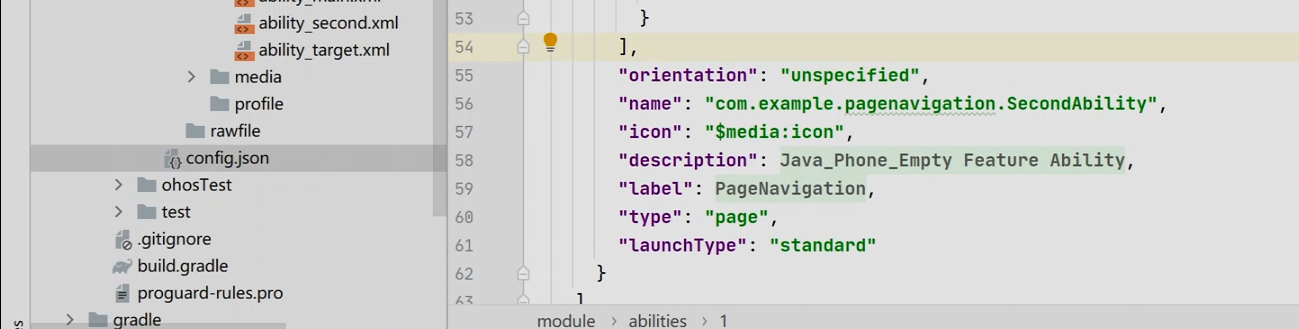 ability_main.xml
ability_second.xml
ability_target.xml
media
profile
rawfile
config.json
ohosTest
test
.gitignore
build.gradle
proguard-rules.pro
gradle
53 }
54 ],
55 "orientation": "unspecified",
56 "name": "com.example.pagenavigation.SecondAbility",
57 "icon": "$media:icon",
58 "description": Java_Phone_Empty Feature Ability,
59 "label": PageNavigation,
60 "type": "page",
61 "launchType": "standard"
62 }
63 ]
module > abilities > 1